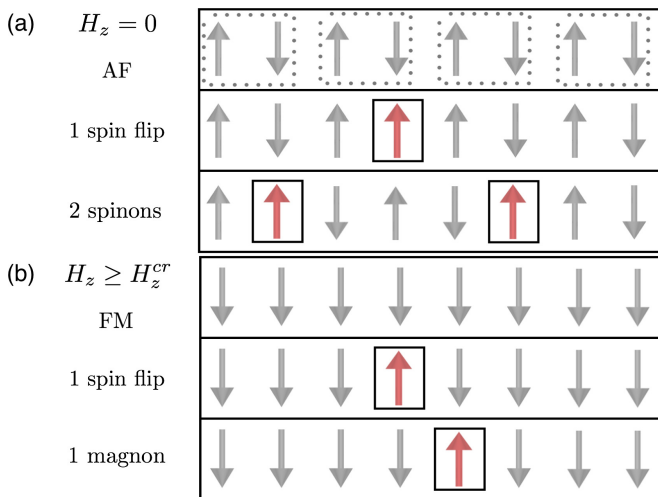 (a) H_z = 0
AF
1 spin flip
2 spinons
(b) H_z ≥ H_z^{cr}
FM
1 spin flip
1 magnon